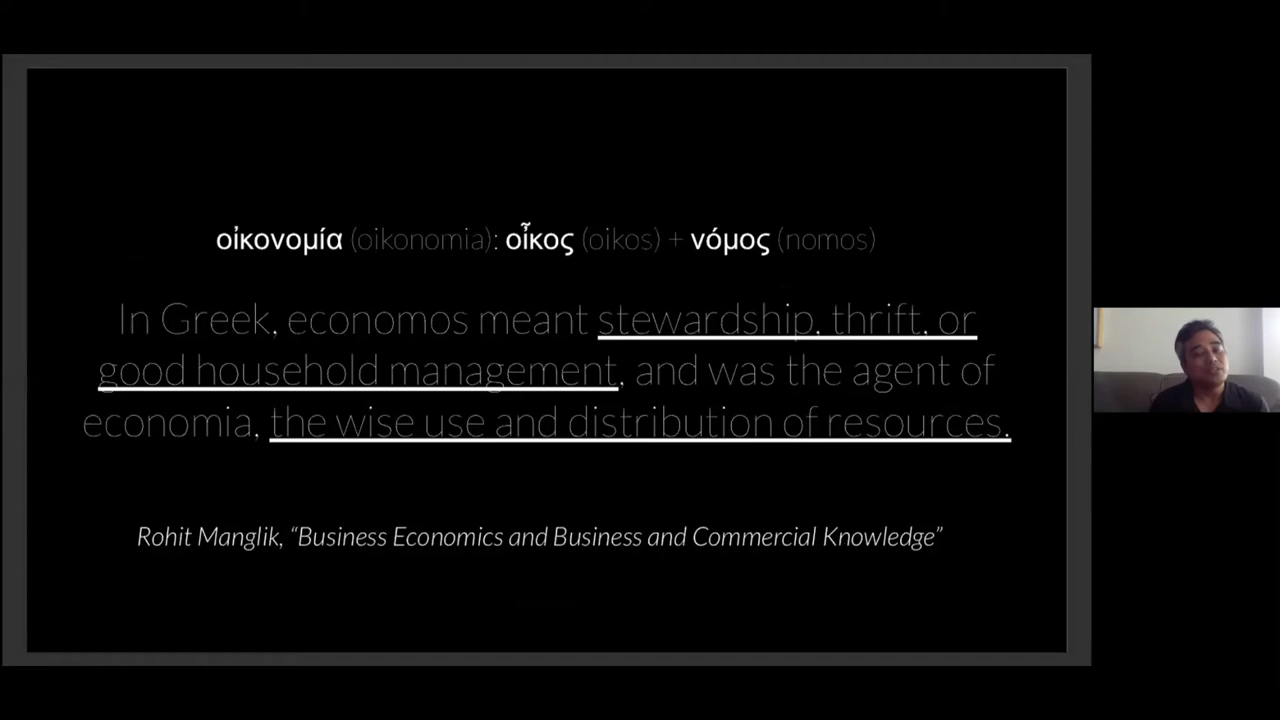 οἰκονομία (oikonomia): οἶκος (oikos) + νόμος (nomos)
In Greek, economos meant stewardship, thrift, or
good household management, and was the agent of
economia, the wise use and distribution of resources.
Rohit Manglik, “Business Economics and Business and Commercial Knowledge”